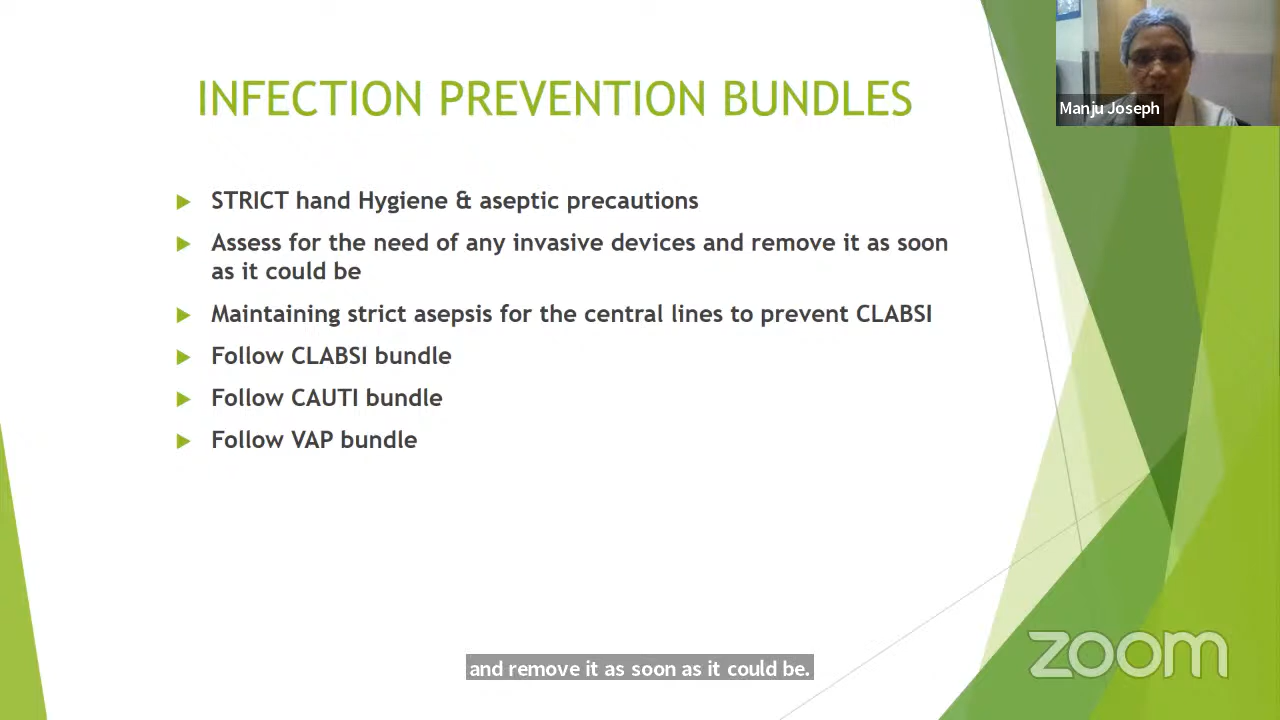 INFECTION PREVENTION BUNDLES
Manju Joseph
STRICT hand Hygiene & aseptic precautions
Assess for the need of any invasive devices and remove it as soon
as it could be
Maintaining strict asepsis for the central lines to prevent CLABSI
Follow CLABSI bundle
Follow CAUTI bundle
Follow VAP bundle
and remove it as soon as it could be.
zoom